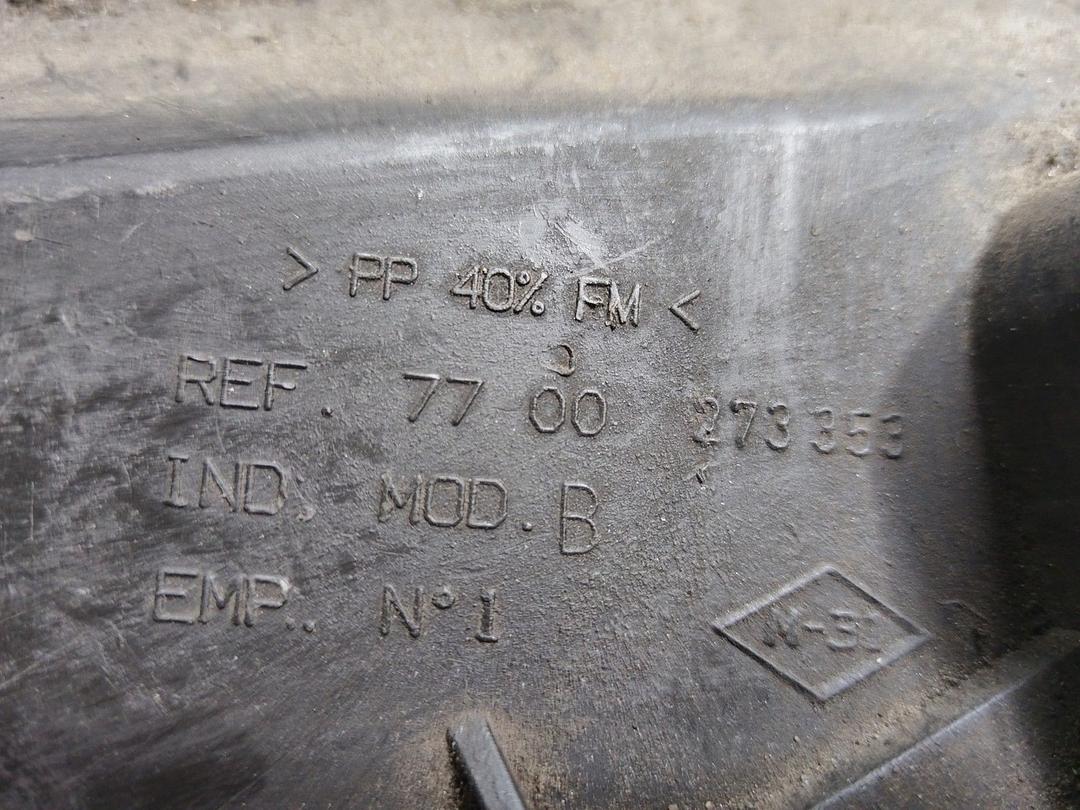 > PP 40% FM <
REF. 77 00 273 353
IND. MOD. B
EMP.. N°1